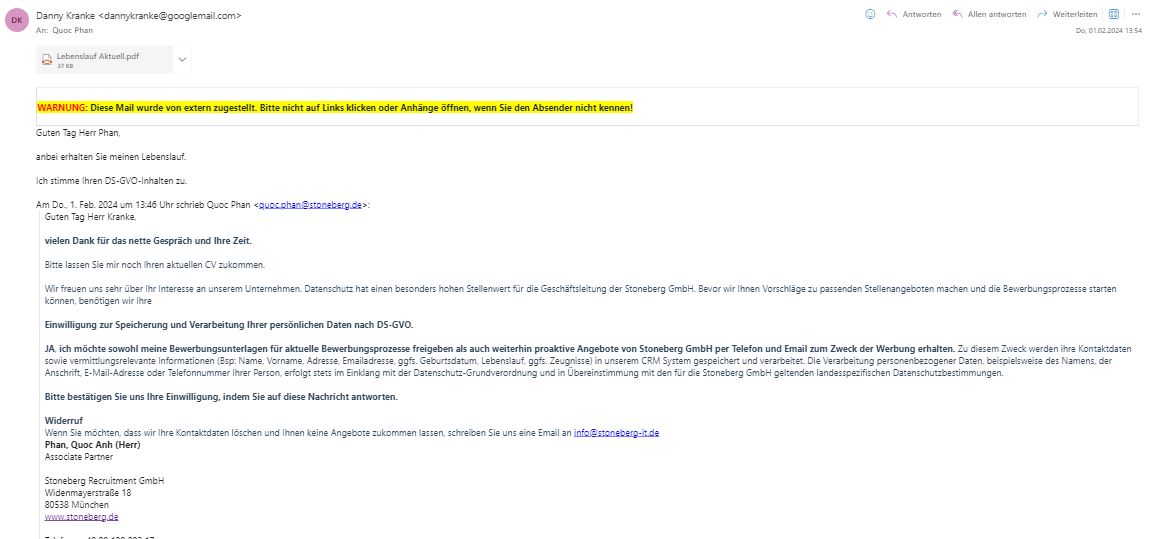 DK
Danny Kranke <dannykranke@googlemail.com>
Antworten
Allen antworten
Weiterleiten
An: Quoc Phan
Do, 01.02.2024 13:54
Lebenslauf Aktuell.pdf
37 KB
WARNUNG: Diese Mail wurde von extern zugestellt. Bitte nicht auf Links klicken oder Anhänge öffnen, wenn Sie den Absender nicht kennen!
Guten Tag Herr Phan,
anbei erhalten Sie meinen Lebenslauf.
Ich stimme Ihren DS-GVO-Inhalten zu.
Am Do., 1. Feb. 2024 um 13:46 Uhr schrieb Quoc Phan <quoc.phan@stoneberg.de>:
Guten Tag Herr Kranke,
vielen Dank für das nette Gespräch und Ihre Zeit.
Bitte lassen Sie mir noch Ihren aktuellen CV zukommen.
Wir freuen uns sehr über Ihr Interesse an unserem Unternehmen. Datenschutz hat einen besonders hohen Stellenwert für die Geschäftsleitung der Stoneberg GmbH. Bevor wir Ihnen Vorschläge zu passenden Stellenangeboten machen und die Bewerbungsprozesse starten
können, benötigen wir Ihre
Einwilligung zur Speicherung und Verarbeitung Ihrer persönlichen Daten nach DS-GVO.
JA, ich möchte sowohl meine Bewerbungsunterlagen für aktuelle Bewerbungsprozesse freigeben als auch weiterhin proaktive Angebote von Stoneberg GmbH per Telefon und Email zum Zweck der Werbung erhalten. Zu diesem Zweck werden ihre Kontaktdaten
sowie vermittlungsrelevante Informationen (Bsp: Name, Vorname, Adresse, Emailadresse, ggfs. Geburtsdatum, Lebenslauf, ggfs. Zeugnisse) in unserem CRM System gespeichert und verarbeitet. Die Verarbeitung personenbezogener Daten, beispielsweise des Namens, der
Anschrift, E-Mail-Adresse oder Telefonnummer Ihrer Person, erfolgt stets im Einklang mit der Datenschutz-Grundverordnung und in Übereinstimmung mit den für die Stoneberg GmbH geltenden landesspezifischen Datenschutzbestimmungen.
Bitte bestätigen Sie uns Ihre Einwilligung, indem Sie auf diese Nachricht antworten.
Widerruf
Wenn Sie möchten, dass wir Ihre Kontaktdaten löschen und Ihnen keine Angebote zukommen lassen, schreiben Sie uns eine Email an info@stoneberg-it.de
Phan, Quoc Anh (Herr)
Associate Partner
Stoneberg Recruitment GmbH
Widenmayerstraße 18
80538 München
www.stoneberg.de